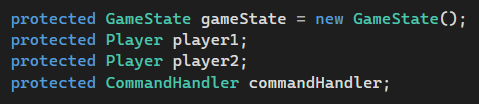 protected GameState gameState = new GameState();
protected Player player1;
protected Player player2;
protected CommandHandler commandHandler;